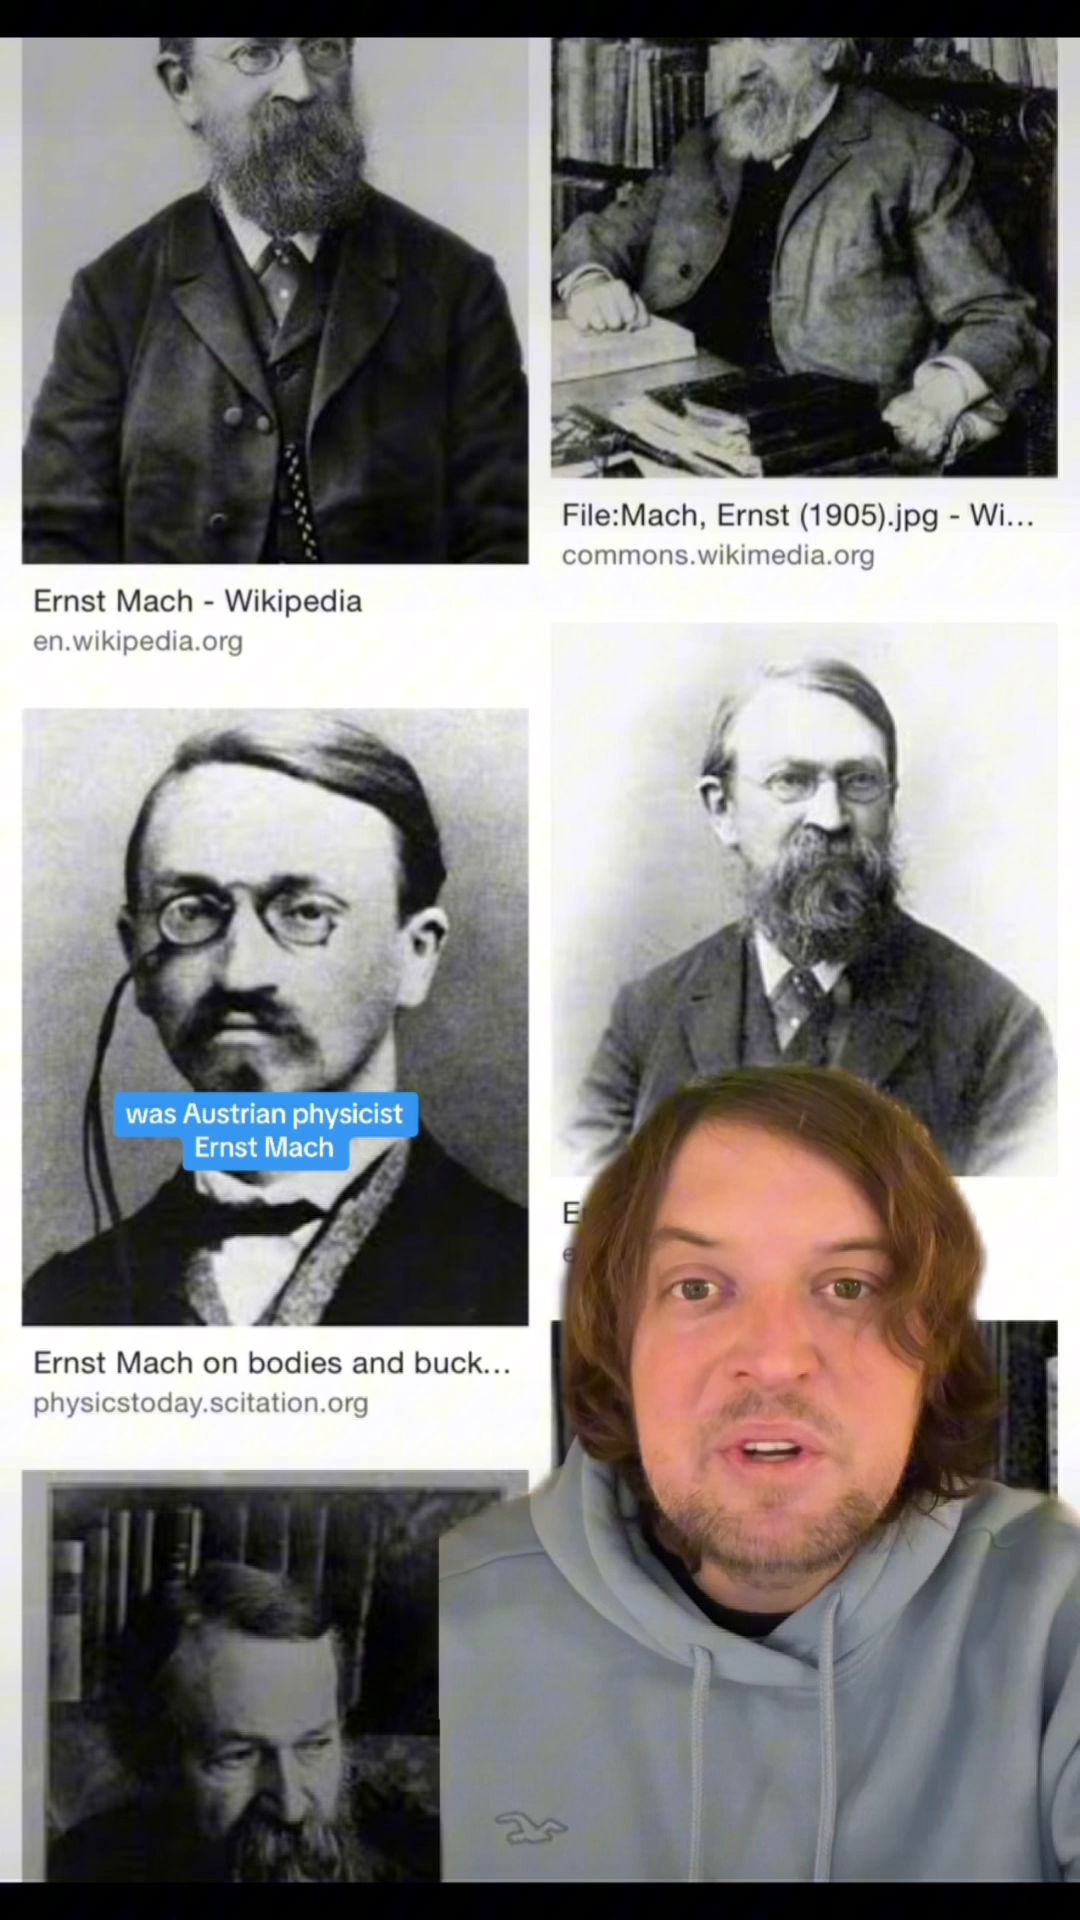 File:Mach, Ernst (1905).jpg - Wi...
commons.wikimedia.org
Ernst Mach - Wikipedia
en.wikipedia.org
was Austrian physicist
Ernst Mach
E
e
Ernst Mach on bodies and buck...
physicstoday.scitation.org